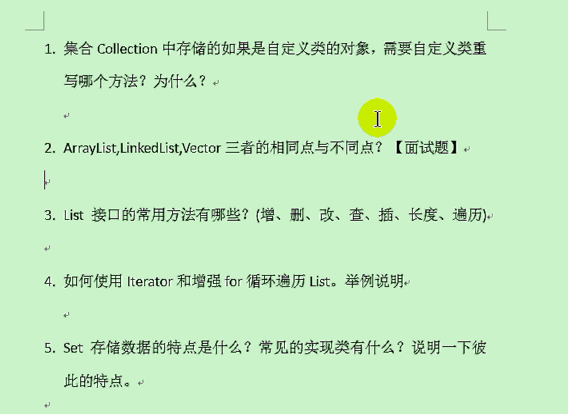 1. 集合 Collection 中存储的如果是自定义类的对象，需要自定义类重
写哪个方法？为什么？
2. ArrayList,LinkedList,Vector 三者的相同点与不同点？【面试题】
3. List 接口的常用方法有哪些？(增、删、改、查、插、长度、遍历)
4. 如何使用 Iterator 和增强 for 循环遍历 List。举例说明
5. Set 存储数据的特点是什么？常见的实现类有什么？说明一下彼
此的特点。